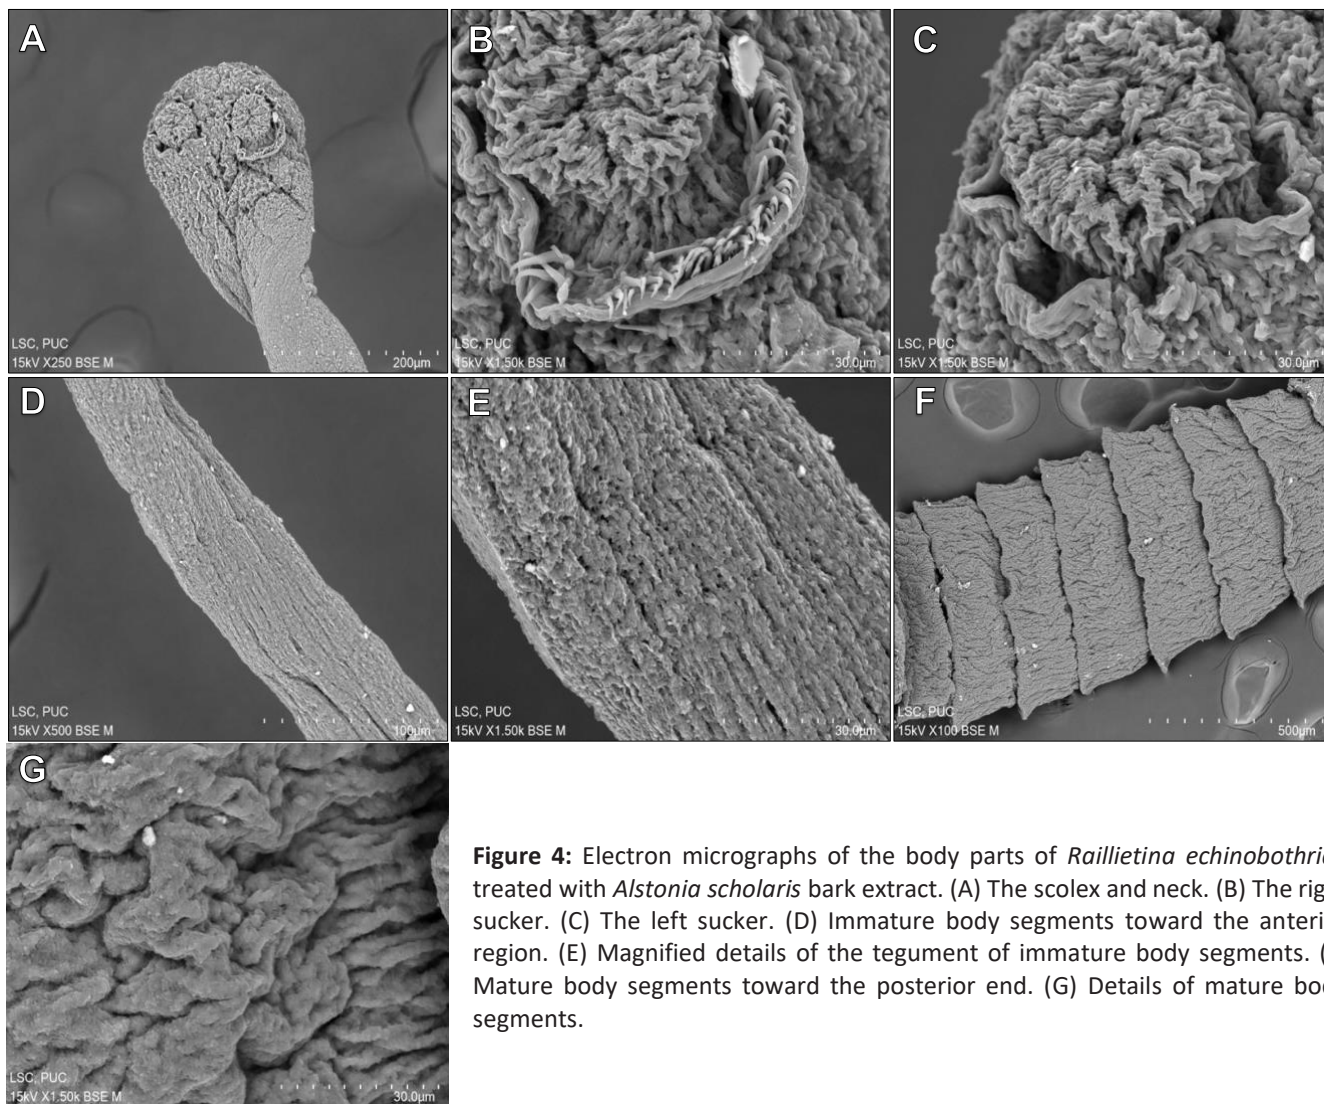 A
LSC, PUC
15kV X250 BSE M
200µm
B
LSC, PUC
15kV X1.50k BSE M
30.0µm
C
LSC, PUC
15kV X1.50k BSE M
30.0µm
D
LSC, PUC
15kV X500 BSE M
100µm
E
LSC, PUC
15kV X1.50k BSE M
30.0µm
F
LSC, PUC
15kV X100 BSE M
500µm
G
LSC, PUC
15kV X1.50k BSE M
30.0µm
Figure 4: Electron micrographs of the body parts of Raillietina
treated with Alstonia scholaris bark extract. (A) The scolex and neck. (B) The
sucker. (C) The left sucker. (D) Immature body segments toward the
region. (E) Magnified details of the tegument of immature body segments.
Mature body segments toward the posterior end. (G) Details of mature
segments.